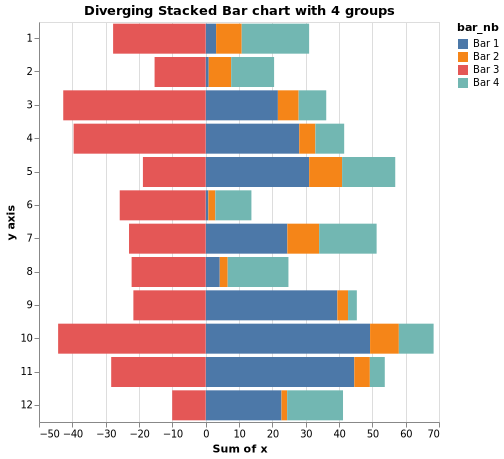 Diverging Stacked Bar chart with 4 groups
bar_nb
Bar 1
Bar 2
Bar 3
Bar 4
y axis
1
2
3
4
5
6
7
8
9
10
11
12
−50 −40 −30 −20 −10 0 10 20 30 40 50 60 70
Sum of x